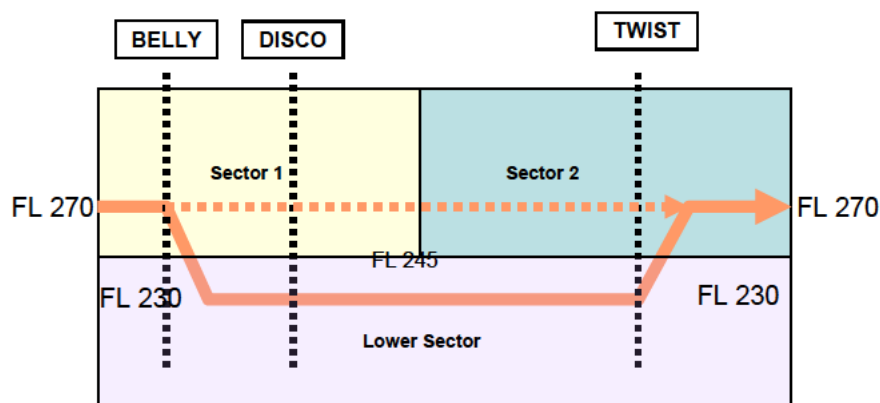 BELLY
DISCO
TWIST
Sector 1
Sector 2
FL 270
FL 270
FL 245
FL 230
FL 230
Lower Sector